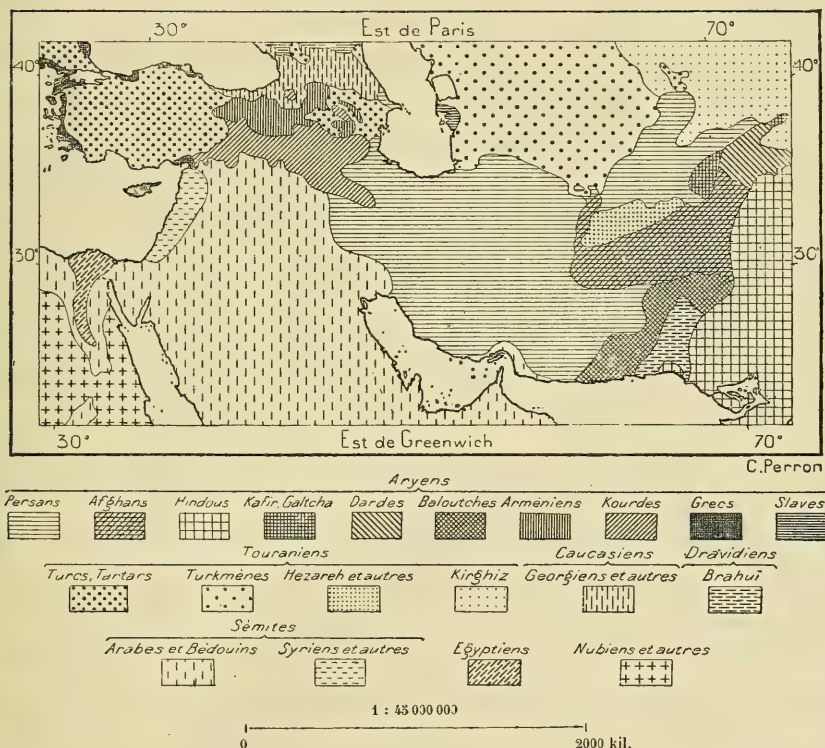 30° Est de Paris 70°
40° 40°
30° 30°
30° Est de Greenwich 70°
C.Perron
Aryens
Persans Afghans Hindous Kafir, Galtcha Dardes Baloutches Arméniens Kourdes Grecs Slaves
Touraniens Caucasiens Dravidiens
Turcs, Tartars Turkmènes Hezareh et autres Kirghiz Georgiens et autres Brahuï
Sémites
Arabes et Bédouins Syriens et autres Egyptiens Nubiens et autres
1 : 45 000 000
0 2000 kil.